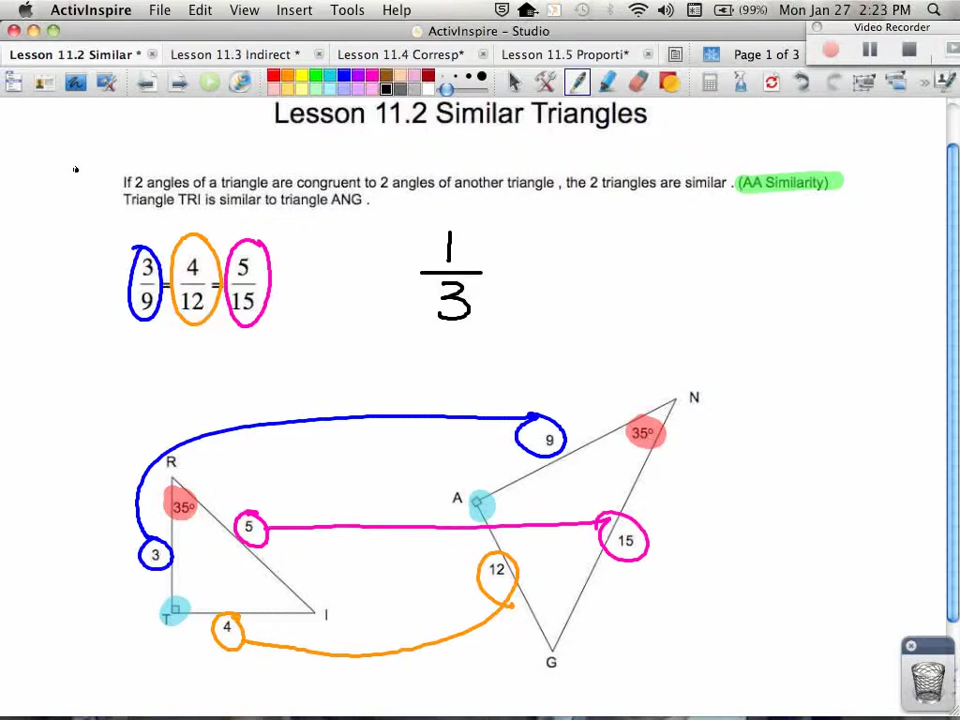 ActivInspire File Edit View Insert Tools Help (99%) Mon Jan 27 2:23 PM
ActivInspire - Studio
Video Recorder
Lesson 11.2 Similar * Lesson 11.3 Indirect * Lesson 11.4 Corresp* Lesson 11.5 Proporti* Page 1 of 3
Lesson 11.2 Similar Triangles
If 2 angles of a triangle are congruent to 2 angles of another triangle , the 2 triangles are similar . (AA Similarity)
Triangle TRI is similar to triangle ANG .
3/9 = 4/12 = 5/15
1/3
N
9
35°
R
A
35°
5
15
3
12
T
I
4
G